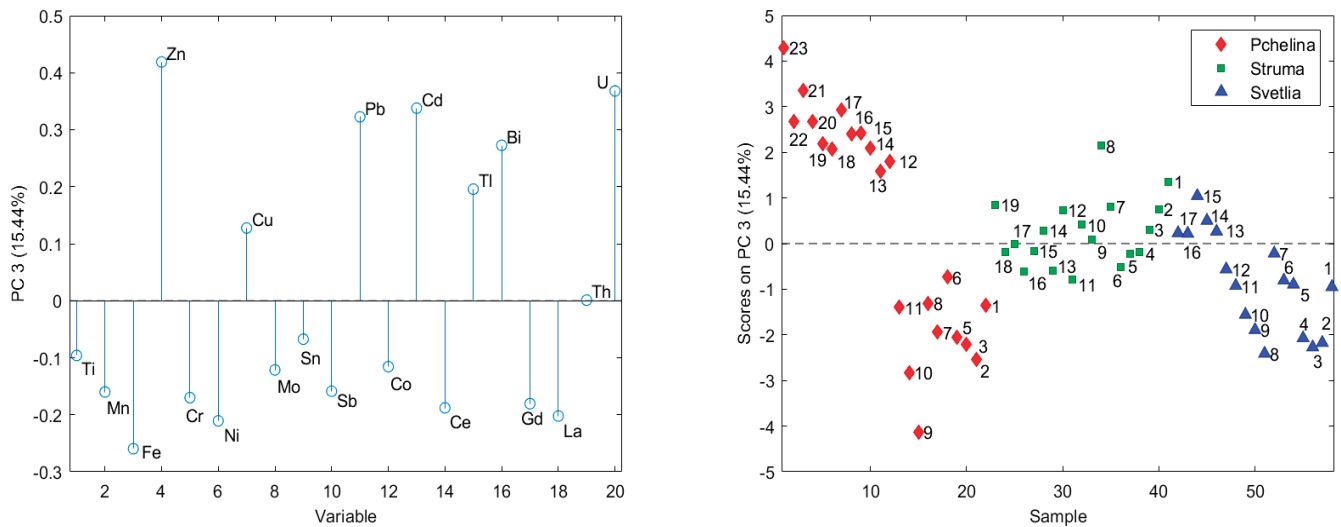 PC 3 (15.44%)
0.5
0.4
0.3
0.2
0.1
0
-0.1
-0.2
-0.3
Zn
Cd
U
Pb
Bi
Tl
Cu
Th
Sn
Ti
Mo
Co
Mn
Sb
Cr
Gd
La
Ni
Ce
Fe
2 4 6 8 10 12 14 16 18 20
Variable
Scores on PC 3 (15.44%)
5
4
3
2
1
0
-1
-2
-3
-4
-5
Pchelina
Struma
Svetlia
23
21
17
20 16 15
22
19 18 14 12
13
8
1
19 12 7 2 15
17 14 10 3 17 14 13
18 15 9 4 16 7
16 13 11 6 5 12
6 11 6 5 1
11 8 1 10
7 5 9 4 2
3 8 3
2
10
9
10 20 30 40 50
Sample